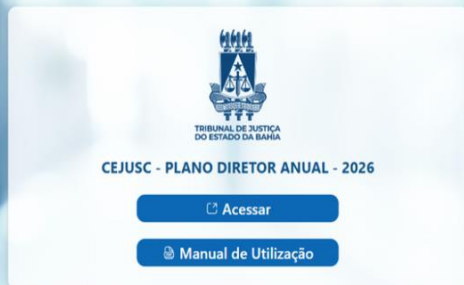 TRIBUNAL DE JUSTIÇA
DO ESTADO DA BAHIA
CEJUSC - PLANO DIRETOR ANUAL - 2026
Acessar
Manual de Utilização